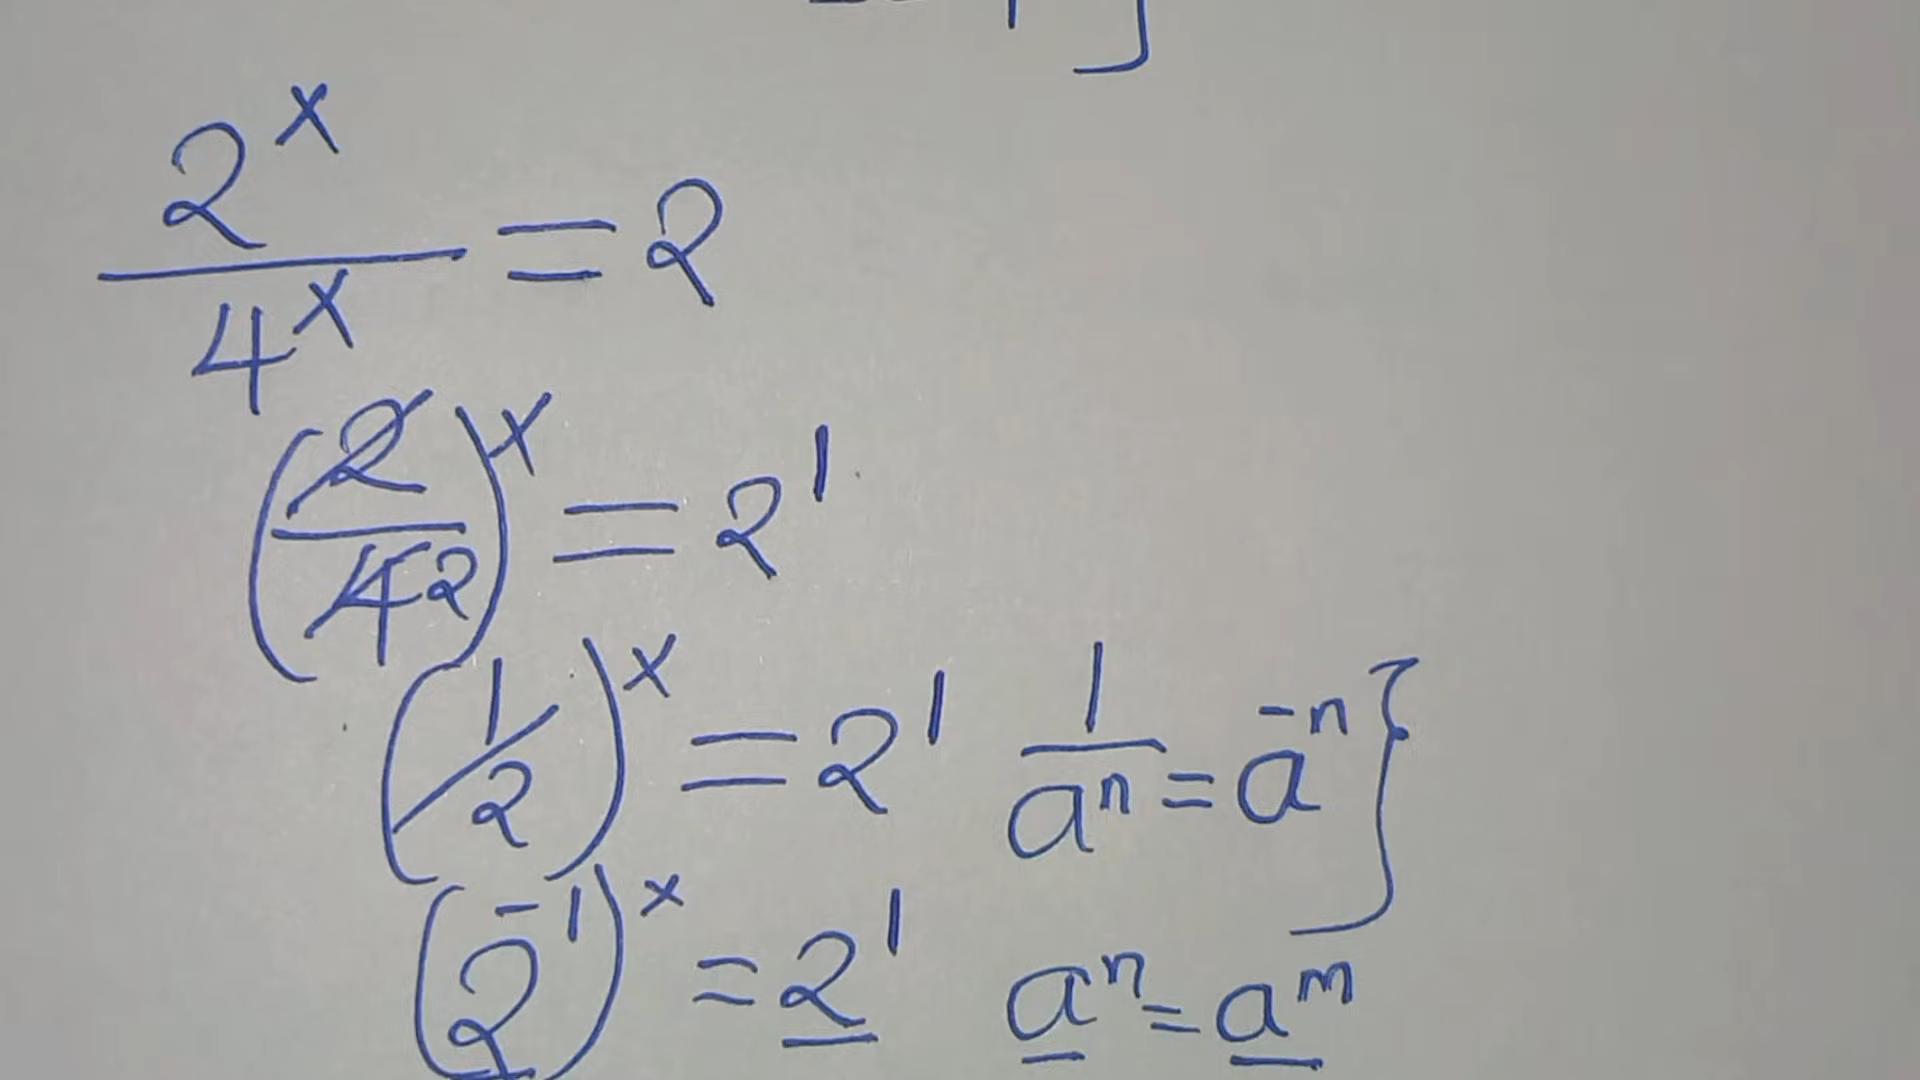 2^x / 4^x = 2
(2/4 2)^x = 2^1
(1/2)^x = 2^1 1/a^n = a^-n }
(2^-1)^x = 2^1 a^n = a^m